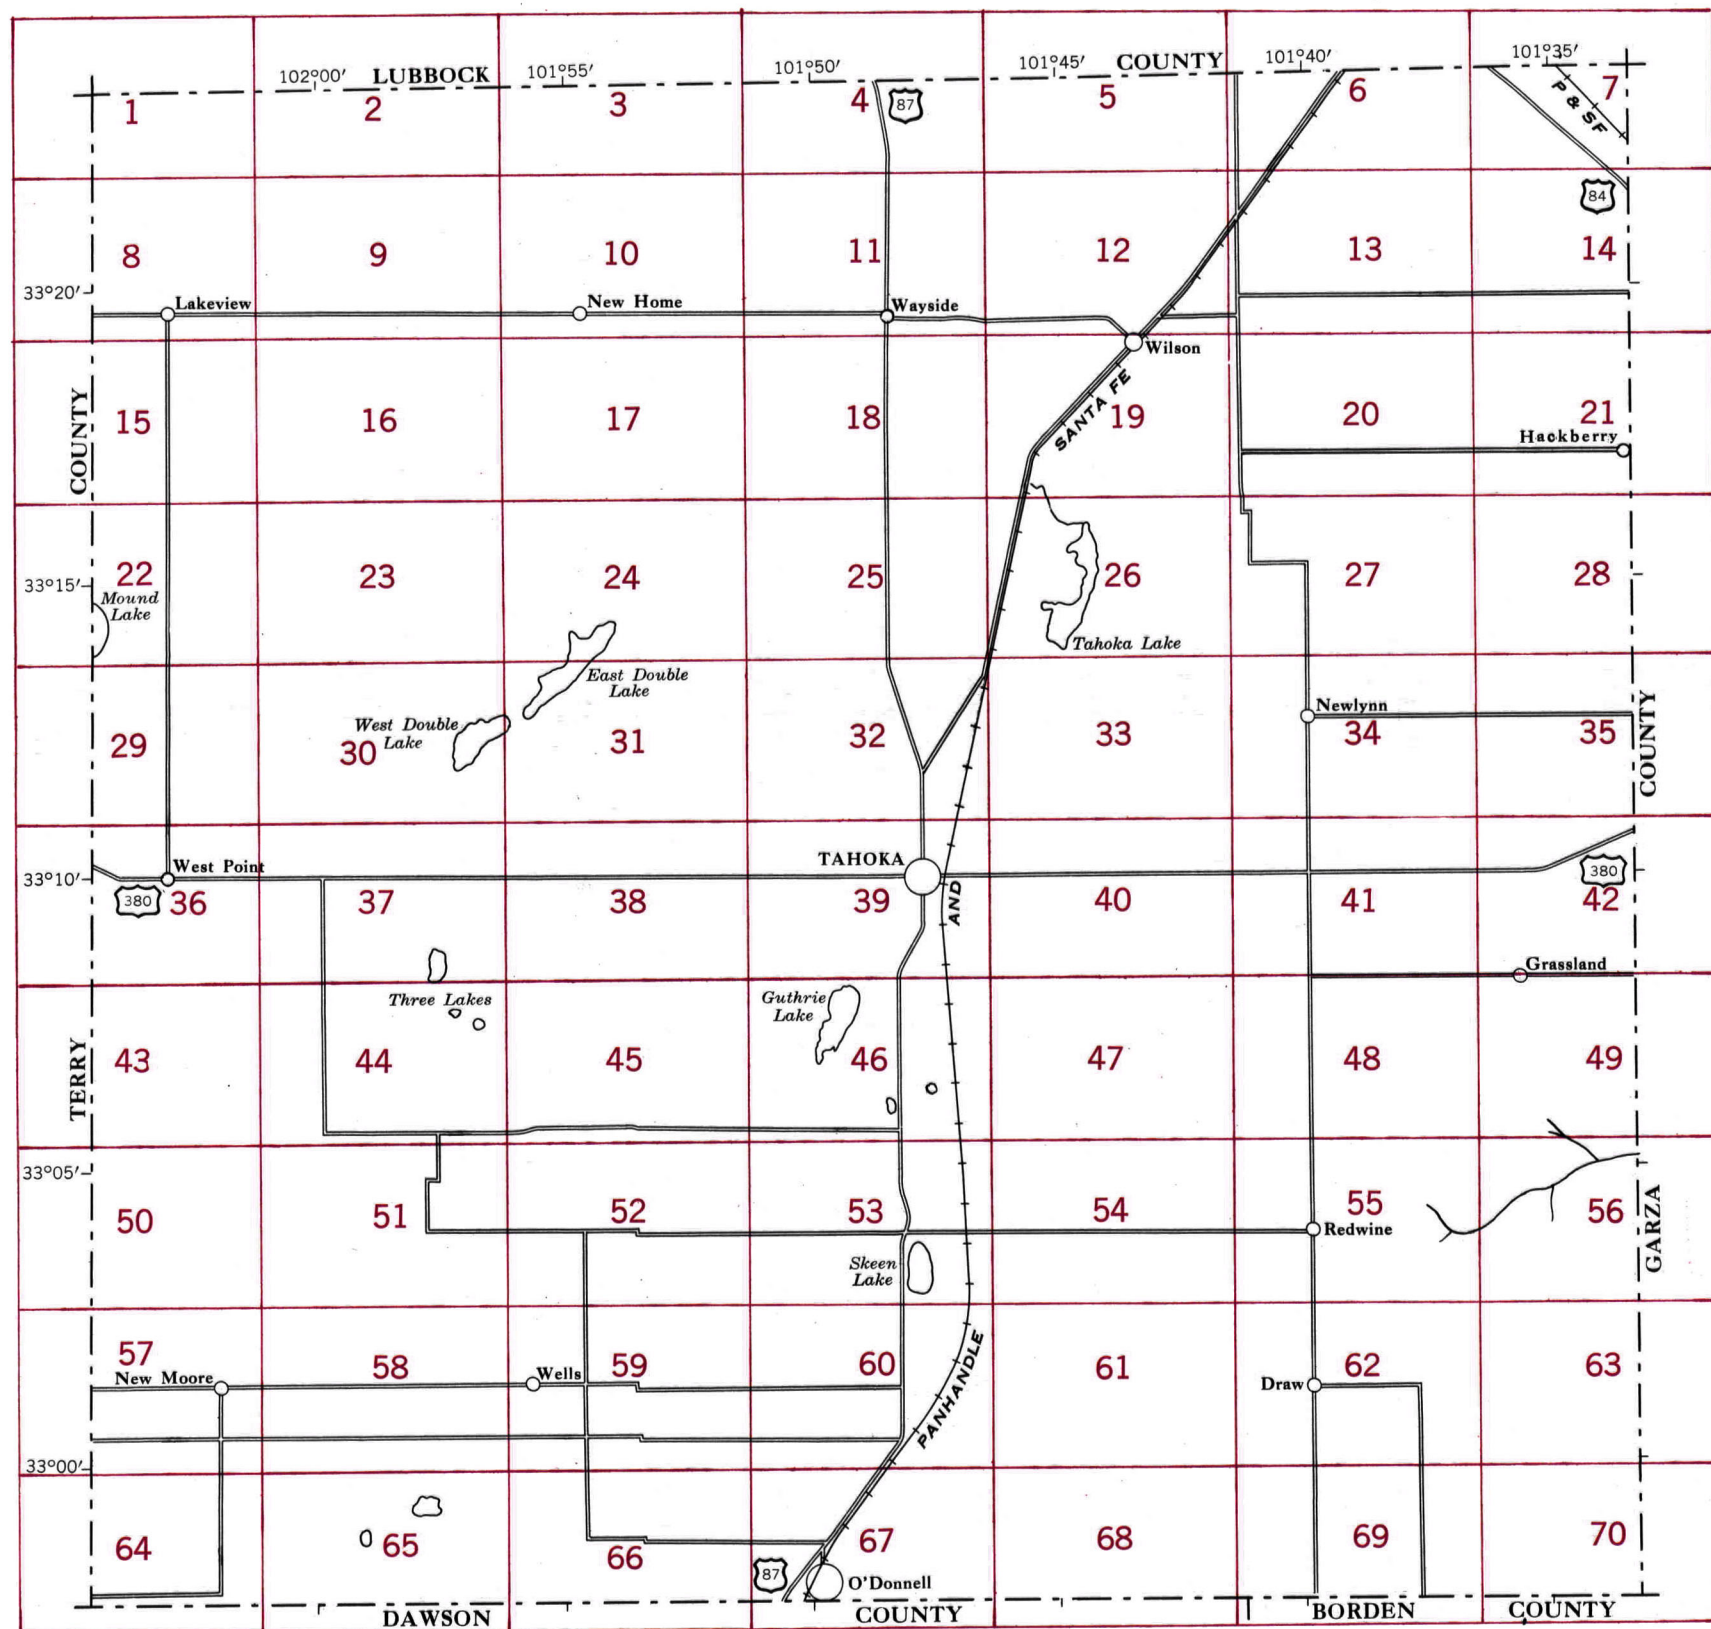 102°00′ LUBBOCK 101°55′ 101°50′ 101°45′ COUNTY 101°40′ 101°35′
1 2 3 4 87 5 6 P & SF 7
84
8 9 10 11 12 13 14
33°20′
Lakeview New Home Wayside
Wilson
COUNTY
SANTA FE
15 16 17 18 19 20 21
Hackberry
22 23 24 25 26 27 28
33°15′
Mound
Lake
Tahoka Lake
East Double
Lake
West Double
Lake
Newlynn
COUNTY
29 30 31 32 33 34 35
TAHOKA
West Point
33°10′
380
380
36 37 38 39 AND 40 41 42
Grassland
Three Lakes
Guthrie
Lake
TERRY
43 44 45 46 47 48 49
33°05′
50 51 52 53 54 55 56
Redwine
GARZA
Skeen
Lake
57 58 59 60 61 62 63
New Moore Wells Draw
PANHANDLE
33°00′
64 65 66 67 68 69 70
87
O'Donnell
DAWSON COUNTY BORDEN COUNTY